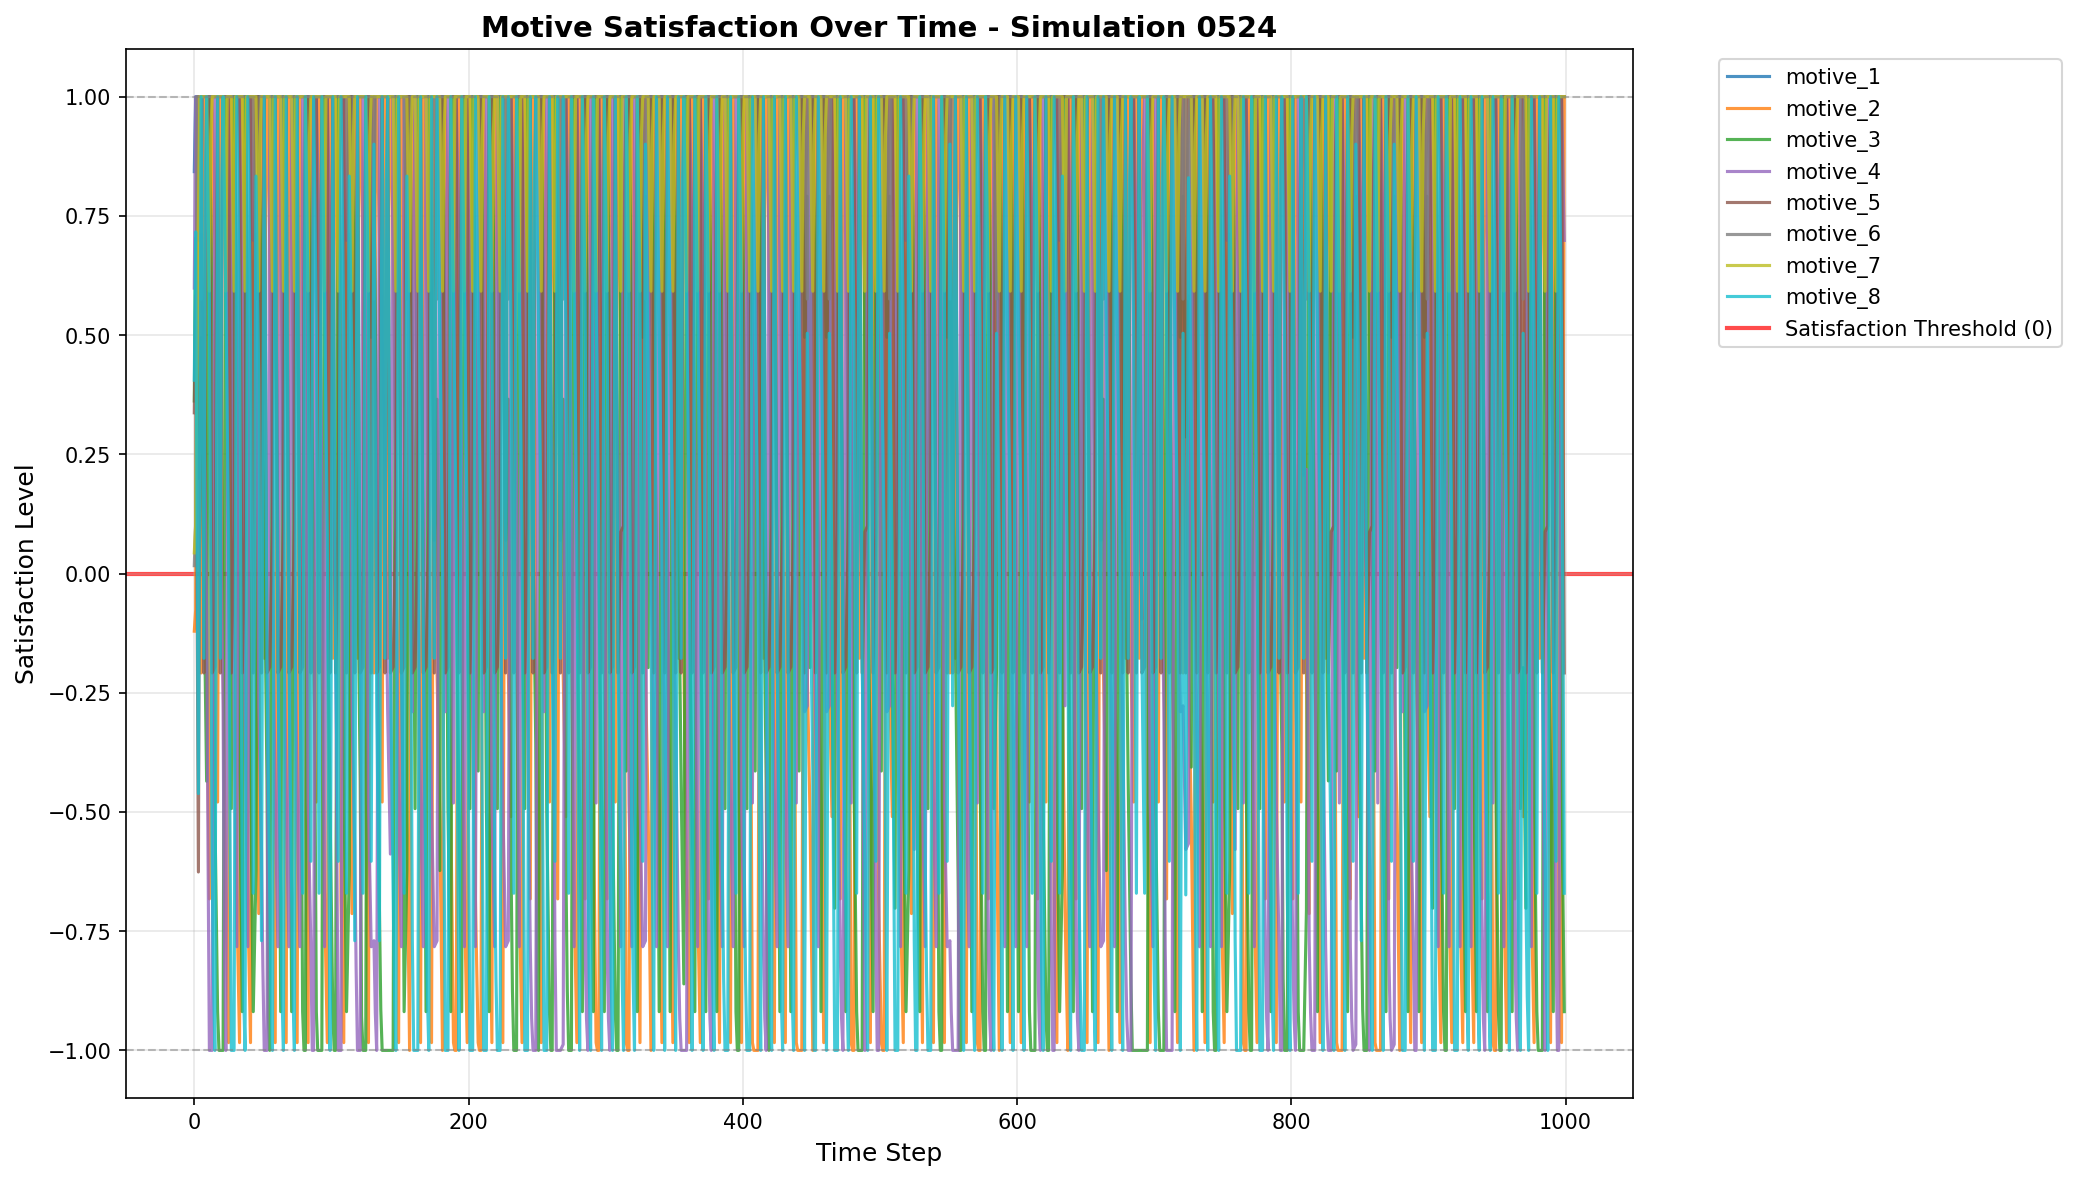 Motive Satisfaction Over Time - Simulation 0524
1.00
0.75
0.50
0.25
0.00
−0.25
−0.50
−0.75
−1.00
Satisfaction Level
0
200
400
600
800
1000
Time Step
motive_1
motive_2
motive_3
motive_4
motive_5
motive_6
motive_7
motive_8
Satisfaction Threshold (0)